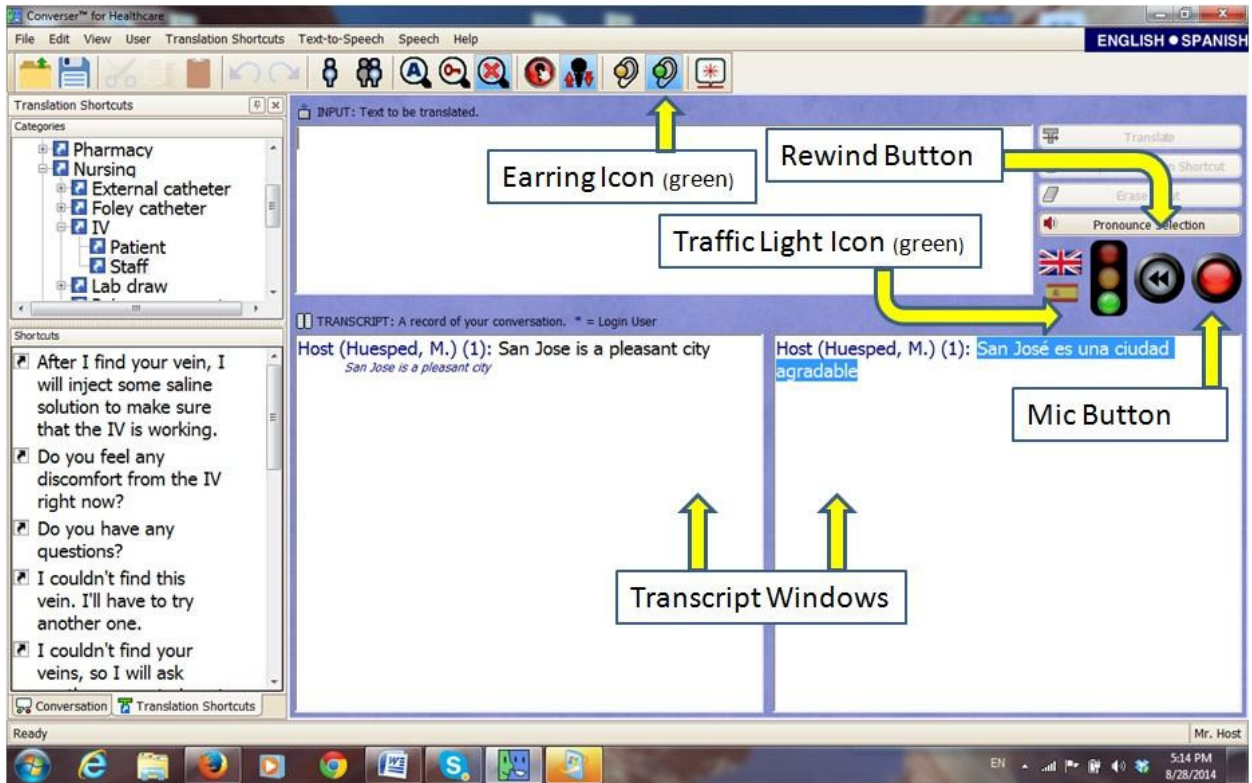 Converser™ for Healthcare
File Edit View User Translation Shortcuts Text-to-Speech Speech Help
ENGLISH ● SPANISH
Translation Shortcuts
Categories
Pharmacy
Nursing
External catheter
Foley catheter
IV
Patient
Staff
Lab draw
Shortcuts
After I find your vein, I
will inject some saline
solution to make sure
that the IV is working.
Do you feel any
discomfort from the IV
right now?
Do you have any
questions?
I couldn't find this
vein. I'll have to try
another one.
I couldn't find your
veins, so I will ask
Conversation
Translation Shortcuts
INPUT: Text to be translated.
Earring Icon (green)
Rewind Button
Traffic Light Icon (green)
Translate
Shortcut
Erase
Pronounce Selection
TRANSCRIPT: A record of your conversation. * = Login User
Host (Huesped, M.) (1): San Jose is a pleasant city
San Jose is a pleasant city
Host (Huesped, M.) (1): San José es una ciudad
agradable
Mic Button
Transcript Windows
Ready
Mr. Host
EN
5:14 PM
8/28/2014